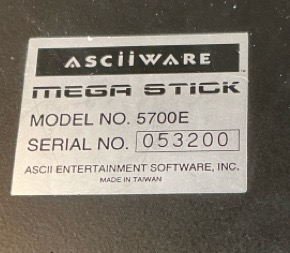 ASCiiWARE
MEGA STICK
MODEL NO. 5700E
SERIAL NO. 053200
ASCII ENTERTAINMENT SOFTWARE, INC.
MADE IN TAIWAN